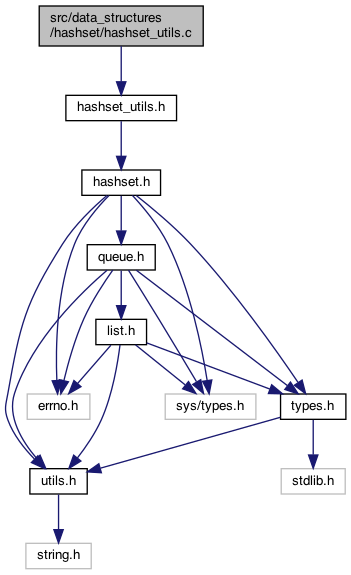 src/data_structures
/hashset/hashset_utils.c
hashset_utils.h
hashset.h
queue.h
list.h
errno.h
sys/types.h
types.h
utils.h
stdlib.h
string.h